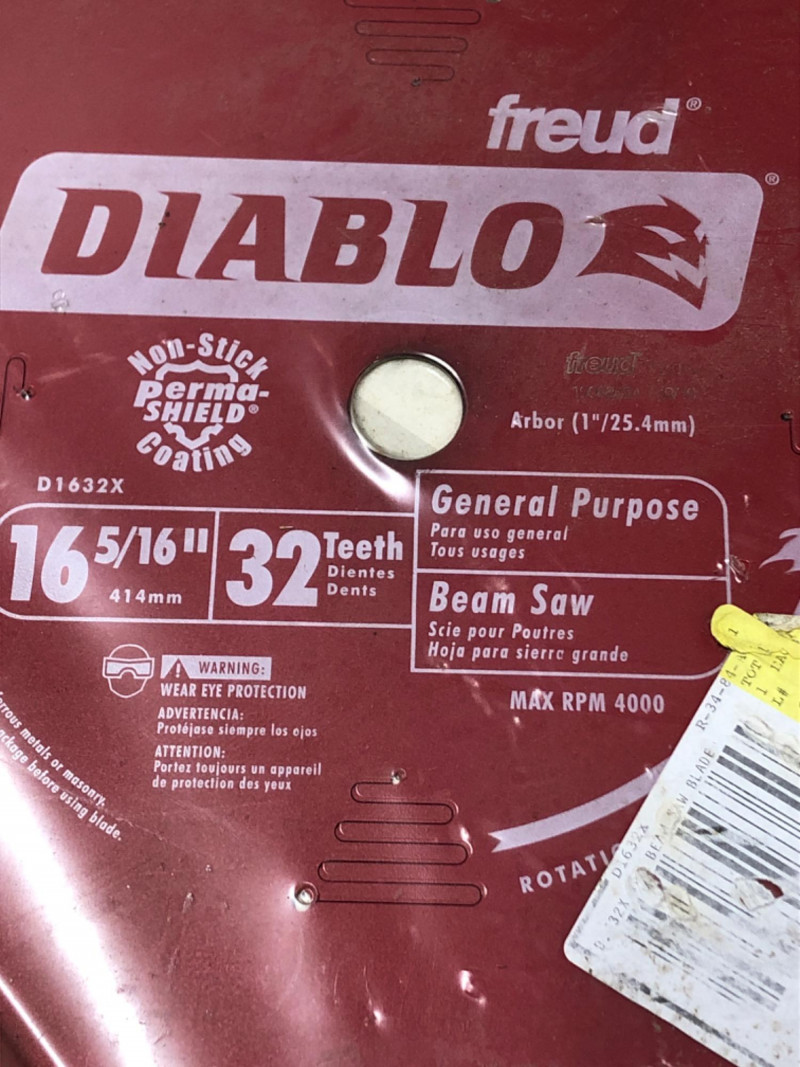 freud®
DIABLO®
Non-Stick
Perma-
SHIELD®
Coating
freud
Arbor (1"/25.4mm)
D1632X
16 5/16"
414mm
32 Teeth
Dientes
Dents
General Purpose
Para uso general
Tous usages
Beam Saw
Scie pour Poutres
Hoja para sierra grande
MAX RPM 4000
WARNING:
WEAR EYE PROTECTION
ADVERTENCIA:
Protéjase siempre los ojos
ATTENTION:
Portez toujours un appareil
de protection des yeux
metals or masonry.
before using blade.
D1632X
SAW BLADE